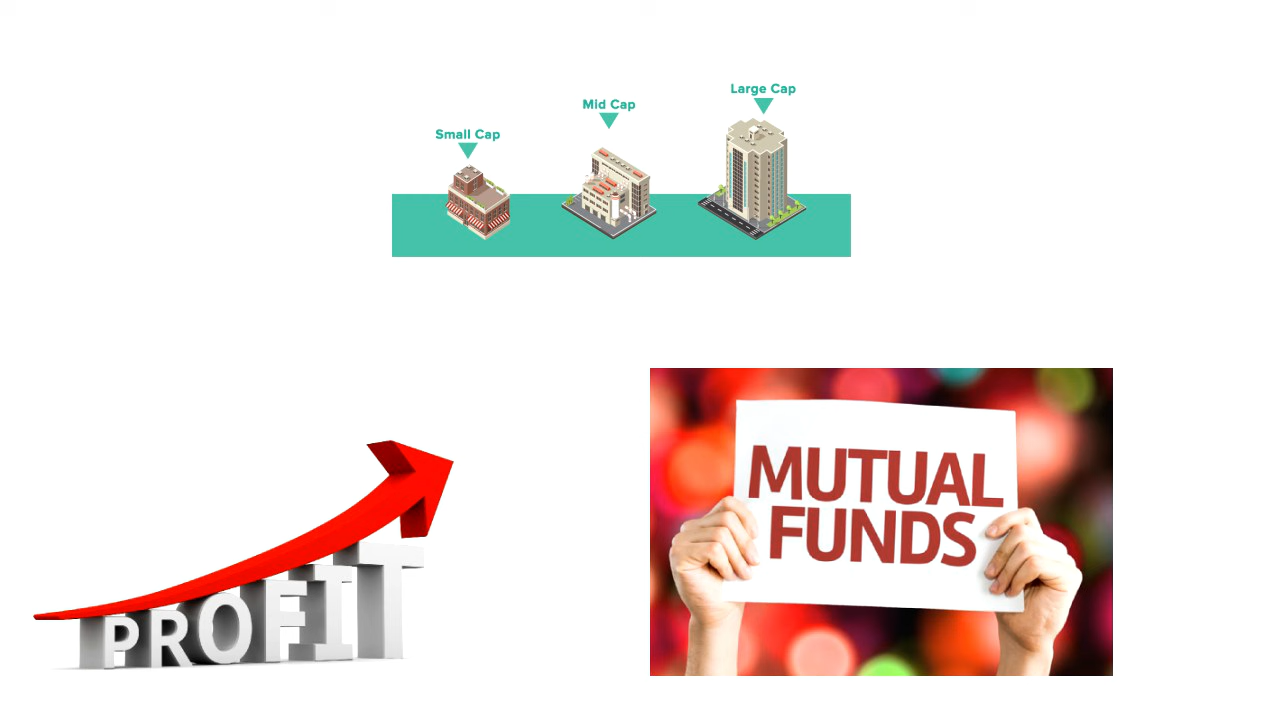 Large Cap
Mid Cap
Small Cap
PROFIT
MUTUAL
FUNDS